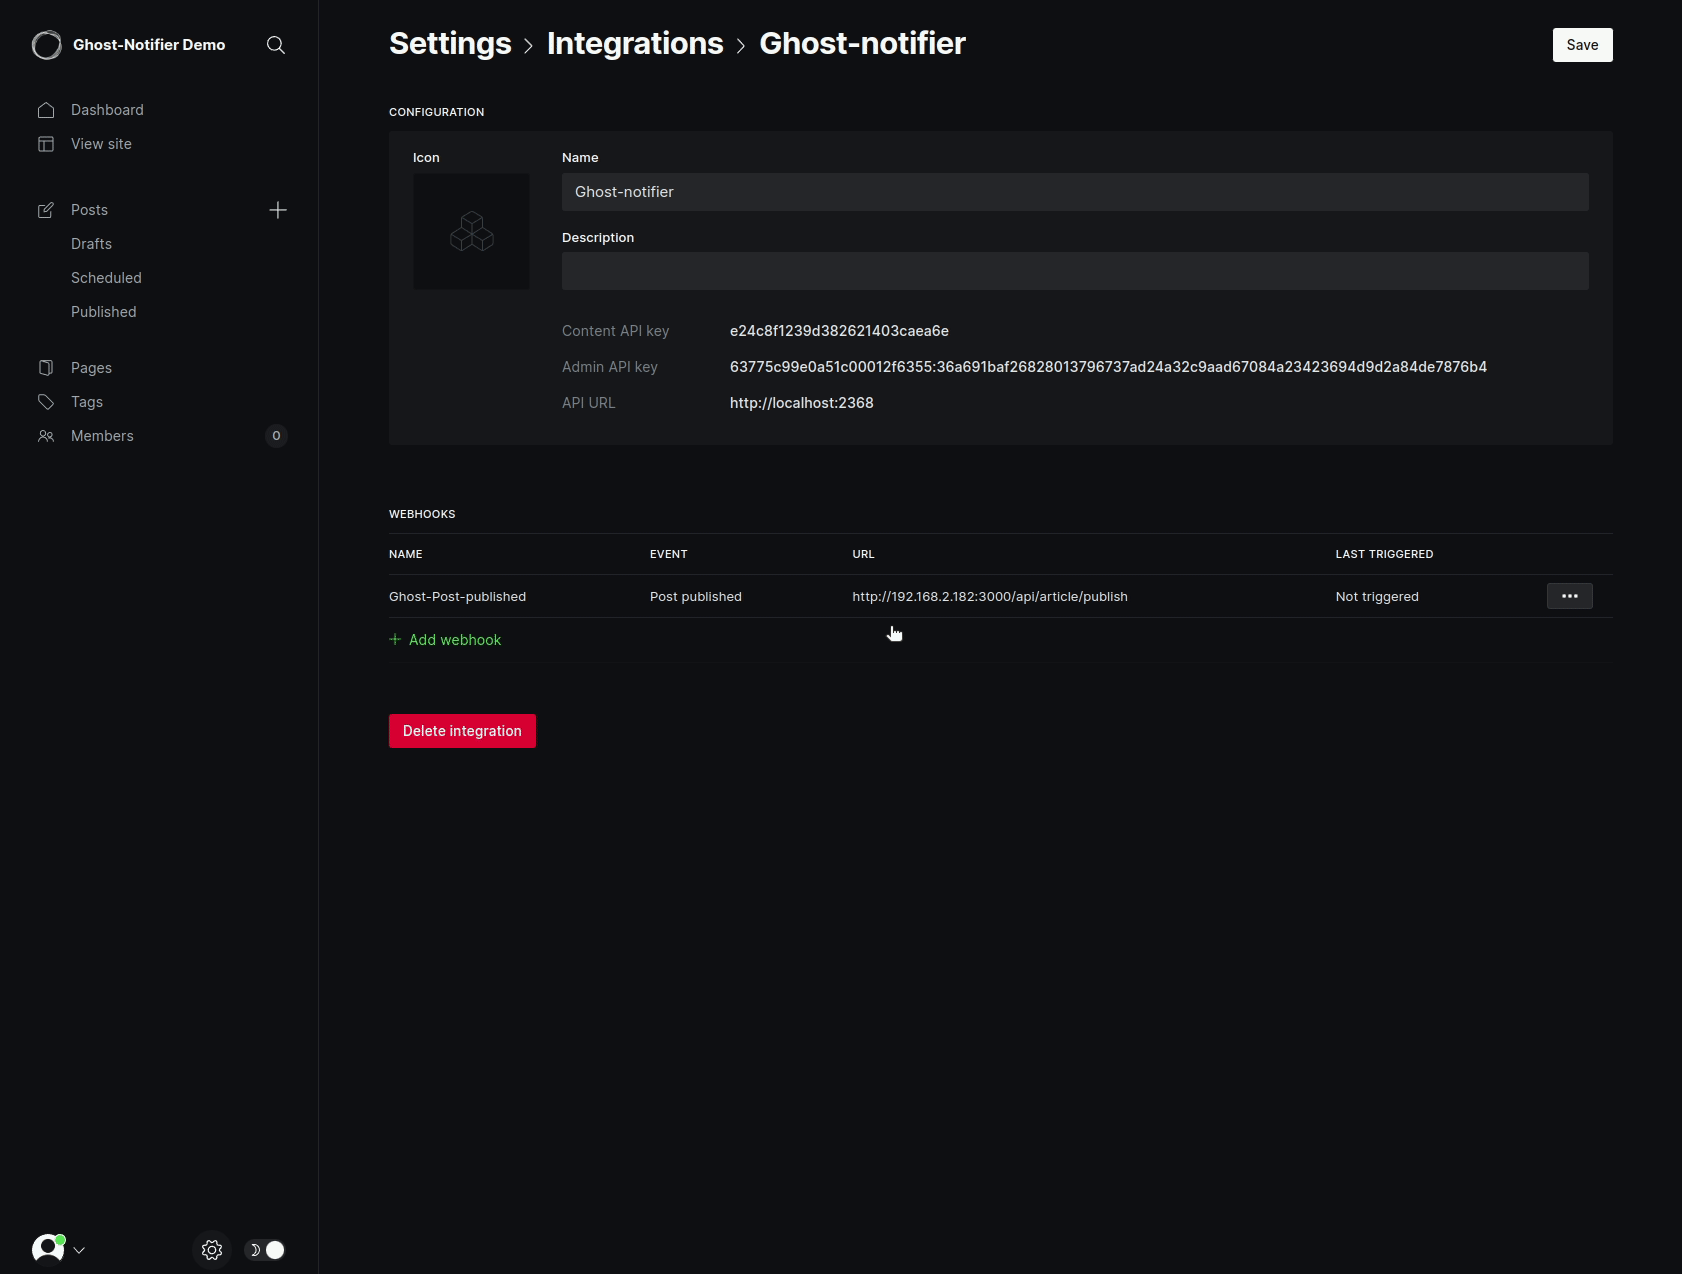 Ghost-Notifier Demo
Dashboard
View site
Posts
Drafts
Scheduled
Published
Pages
Tags
Members 0
Settings > Integrations > Ghost-notifier
Save
CONFIGURATION
Icon
Name
Ghost-notifier
Description
Content API key e24c8f1239d382621403caea6e
Admin API key 63775c99e0a51c00012f6355:36a691baf26828013796737ad24a32c9aad67084a23423694d9d2a84de7876b4
API URL http://localhost:2368
WEBHOOKS
NAME EVENT URL LAST TRIGGERED
Ghost-Post-published Post published http://192.168.2.182:3000/api/article/publish Not triggered
+ Add webhook
Delete integration